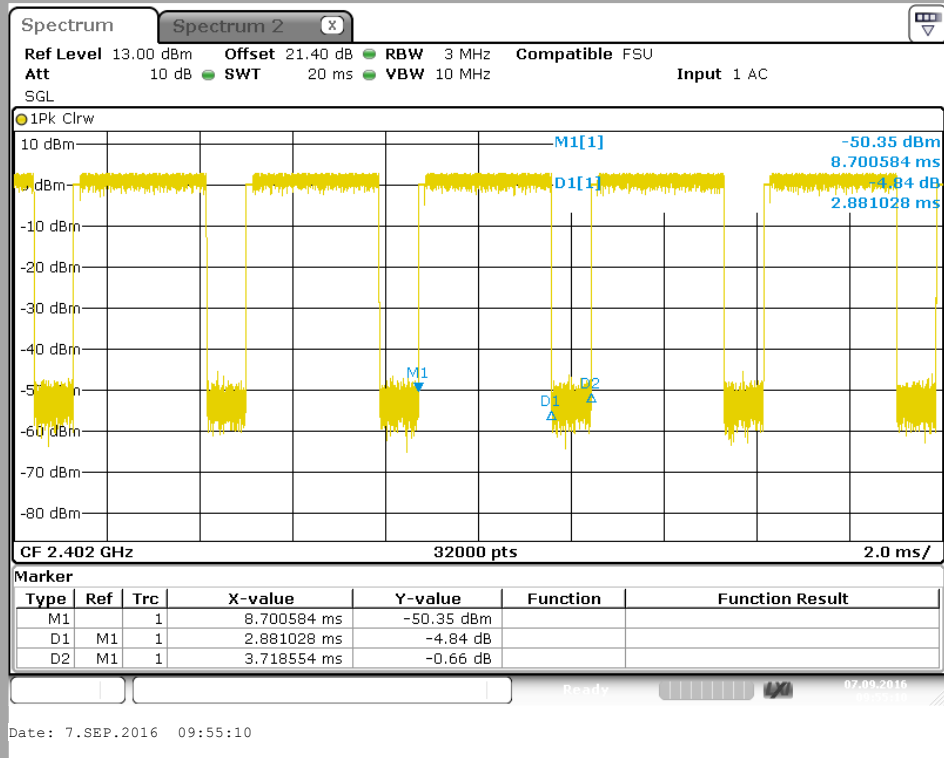 Spectrum Spectrum 2 X
Ref Level 13.00 dBm Offset 21.40 dB RBW 3 MHz Compatible FSU
Att 10 dB SWT 20 ms VBW 10 MHz Input 1 AC
SGL
1Pk Clrw
10 dBm M1[1] -50.35 dBm
8.700584 ms
dBm D1[1] -4.84 dB
2.881028 ms
-10 dBm
-20 dBm
-30 dBm
-40 dBm
M1
D2
D1
-60 dBm
-70 dBm
-80 dBm
CF 2.402 GHz 32000 pts 2.0 ms/
Marker
Type Ref Trc X-value Y-value Function Function Result
M1 1 8.700584 ms -50.35 dBm
D1 M1 1 2.881028 ms -4.84 dB
D2 M1 1 3.718554 ms -0.66 dB
Ready LXI 07.09.2016
Date: 7.SEP.2016 09:55:10